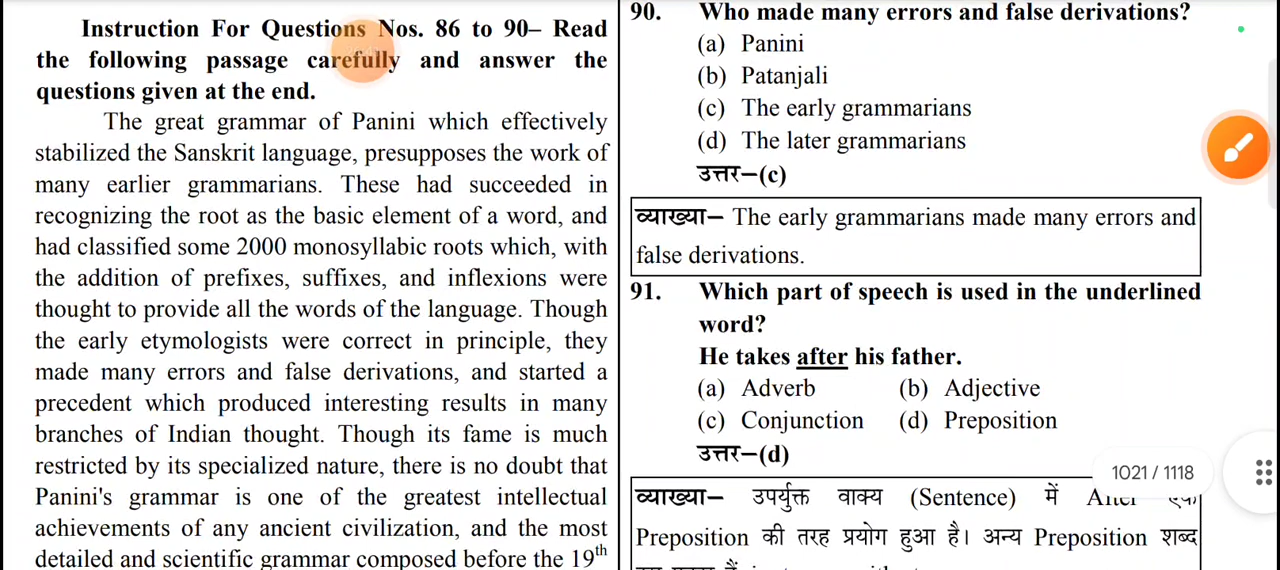 Instruction For Questions Nos. 86 to 90– Read
the following passage carefully and answer the
questions given at the end.
The great grammar of Panini which effectively
stabilized the Sanskrit language, presupposes the work of
many earlier grammarians. These had succeeded in
recognizing the root as the basic element of a word, and
had classified some 2000 monosyllabic roots which, with
the addition of prefixes, suffixes, and inflexions were
thought to provide all the words of the language. Though
the early etymologists were correct in principle, they
made many errors and false derivations, and started a
precedent which produced interesting results in many
branches of Indian thought. Though its fame is much
restricted by its specialized nature, there is no doubt that
Panini's grammar is one of the greatest intellectual
achievements of any ancient civilization, and the most
detailed and scientific grammar composed before the 19th
90. Who made many errors and false derivations?
(a) Panini
(b) Patanjali
(c) The early grammarians
(d) The later grammarians
उत्तर–(c)
व्याख्या– The early grammarians made many errors and
false derivations.
91. Which part of speech is used in the underlined
word?
He takes after his father.
(a) Adverb (b) Adjective
(c) Conjunction (d) Preposition
उत्तर–(d)
1021 / 1118
व्याख्या– उपर्युक्त वाक्य (Sentence) में After एक
Preposition की तरह प्रयोग हुआ है। अन्य Preposition शब्द